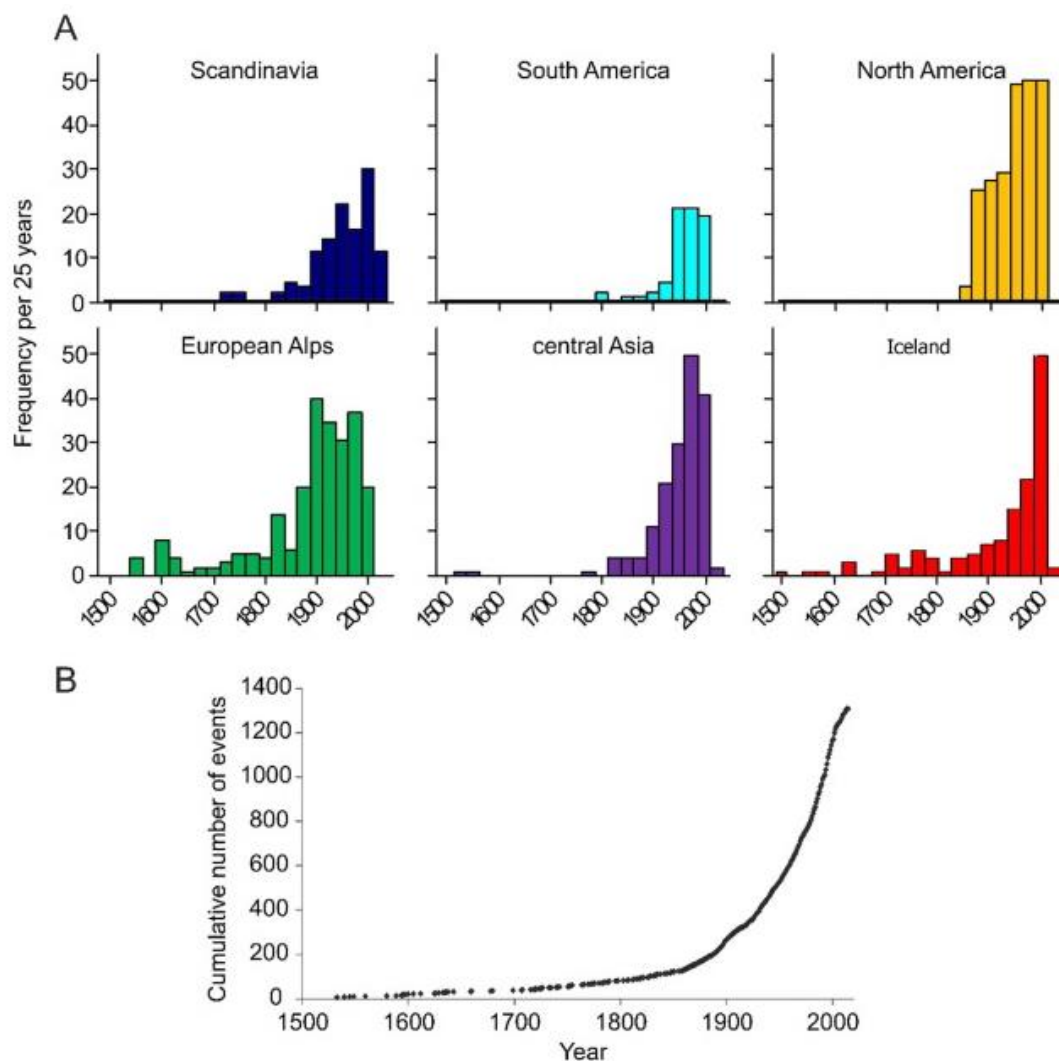 A
Scandinavia
South America
North America
Frequency per 25 years
50
40
30
20
10
0
European Alps
central Asia
Iceland
50
40
30
20
10
0
1500 1600 1700 1800 1900 2000
1500 1600 1700 1800 1900 2000
1500 1600 1700 1800 1900 2000
B
Cumulative number of events
1400
1200
1000
800
600
400
200
0
1500 1600 1700 1800 1900 2000
Year